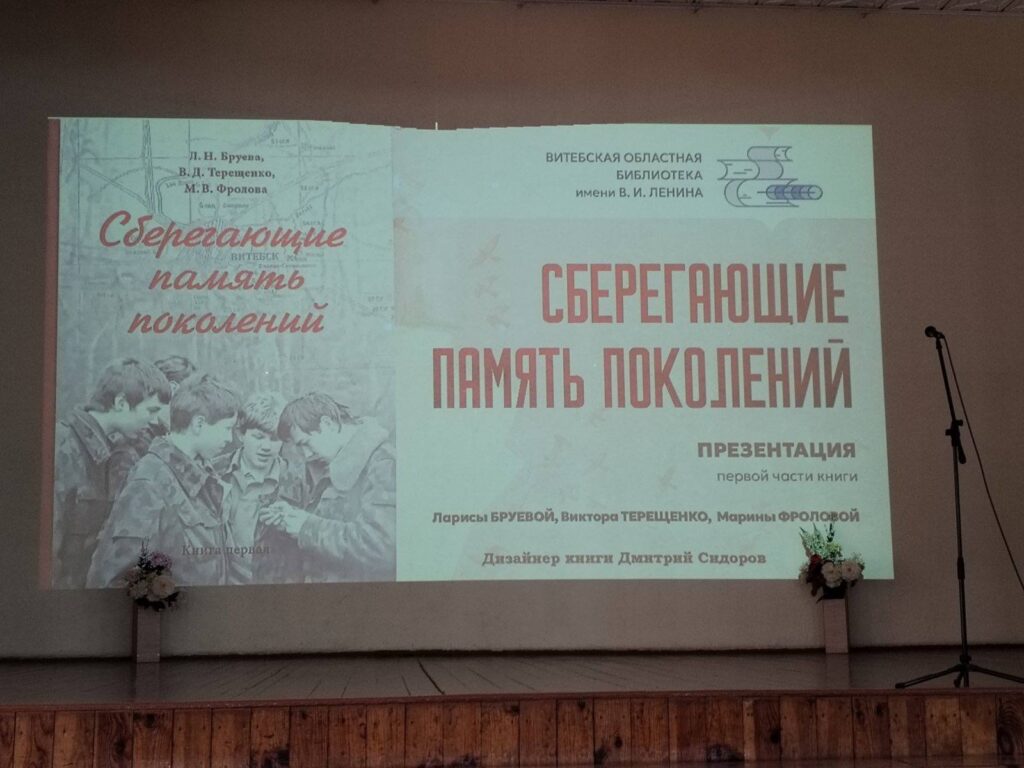 Л. Н. Бруева,
В. Д. Терещенко,
М. В. Фролова
Сберегающие
память
поколений
ВИТЕБСК
Книга первая
ВИТЕБСКАЯ ОБЛАСТНАЯ
БИБЛИОТЕКА
имени В. И. ЛЕНИНА
СБЕРЕГАЮЩИЕ
ПАМЯТЬ ПОКОЛЕНИЙ
ПРЕЗЕНТАЦИЯ
первой части книги
Ларисы БРУЕВОЙ, Виктора ТЕРЕЩЕНКО, Марины ФРОЛОВОЙ
Дизайнер книги Дмитрий Сидоров